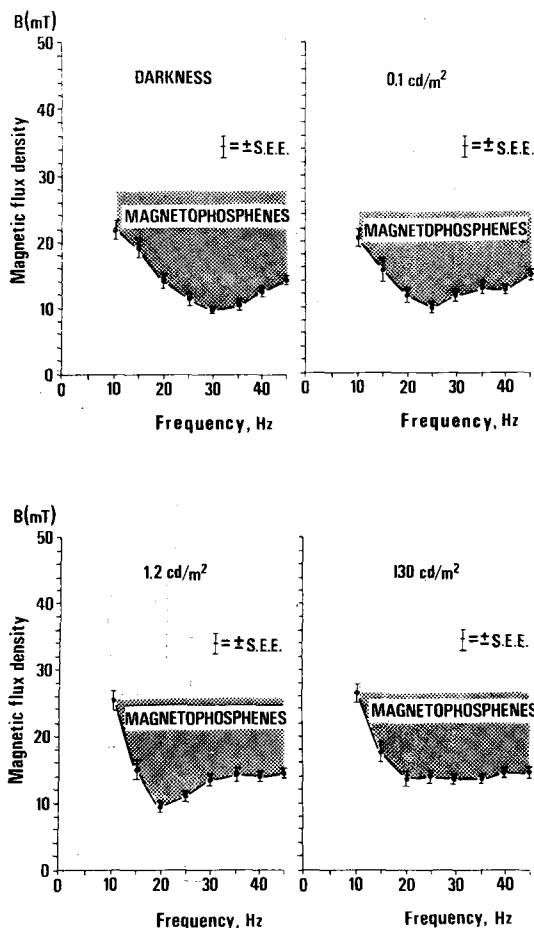 B(mT)
50
40
30
20
10
0
Magnetic flux density
DARKNESS
= ± S.E.E.
MAGNETOPHOSPHENES
0 10 20 30 40
Frequency, Hz
0.1 cd/m²
= ± S.E.E.
MAGNETOPHOSPHENES
0 10 20 30 40
Frequency, Hz
B(mT)
50
40
30
20
10
0
Magnetic flux density
1.2 cd/m²
= ± S.E.E.
MAGNETOPHOSPHENES
0 10 20 30 40
Frequency, Hz
130 cd/m²
= ± S.E.E.
MAGNETOPHOSPHENES
0 10 20 30 40
Frequency, Hz